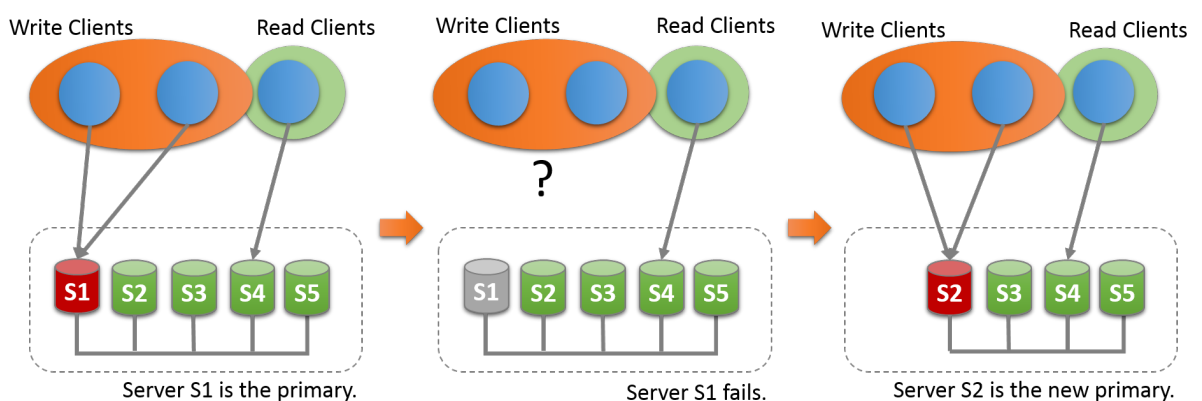 Write Clients
Read Clients
S1
S2
S3
S4
S5
Server S1 is the primary.
Write Clients
Read Clients
?
S1
S2
S3
S4
S5
Server S1 fails.
Write Clients
Read Clients
S2
S3
S4
S5
Server S2 is the new primary.